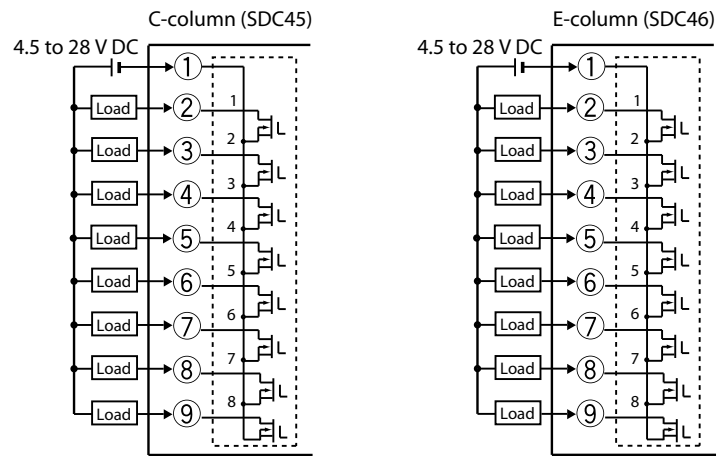 C-column (SDC45)
4.5 to 28 V DC
1
Load 2 1
Load 3 2
Load 4 3
Load 5 4
Load 6 5
Load 7 6
Load 8 7
Load 9 8
E-column (SDC46)
4.5 to 28 V DC
1
Load 2 1
Load 3 2
Load 4 3
Load 5 4
Load 6 5
Load 7 6
Load 8 7
Load 9 8